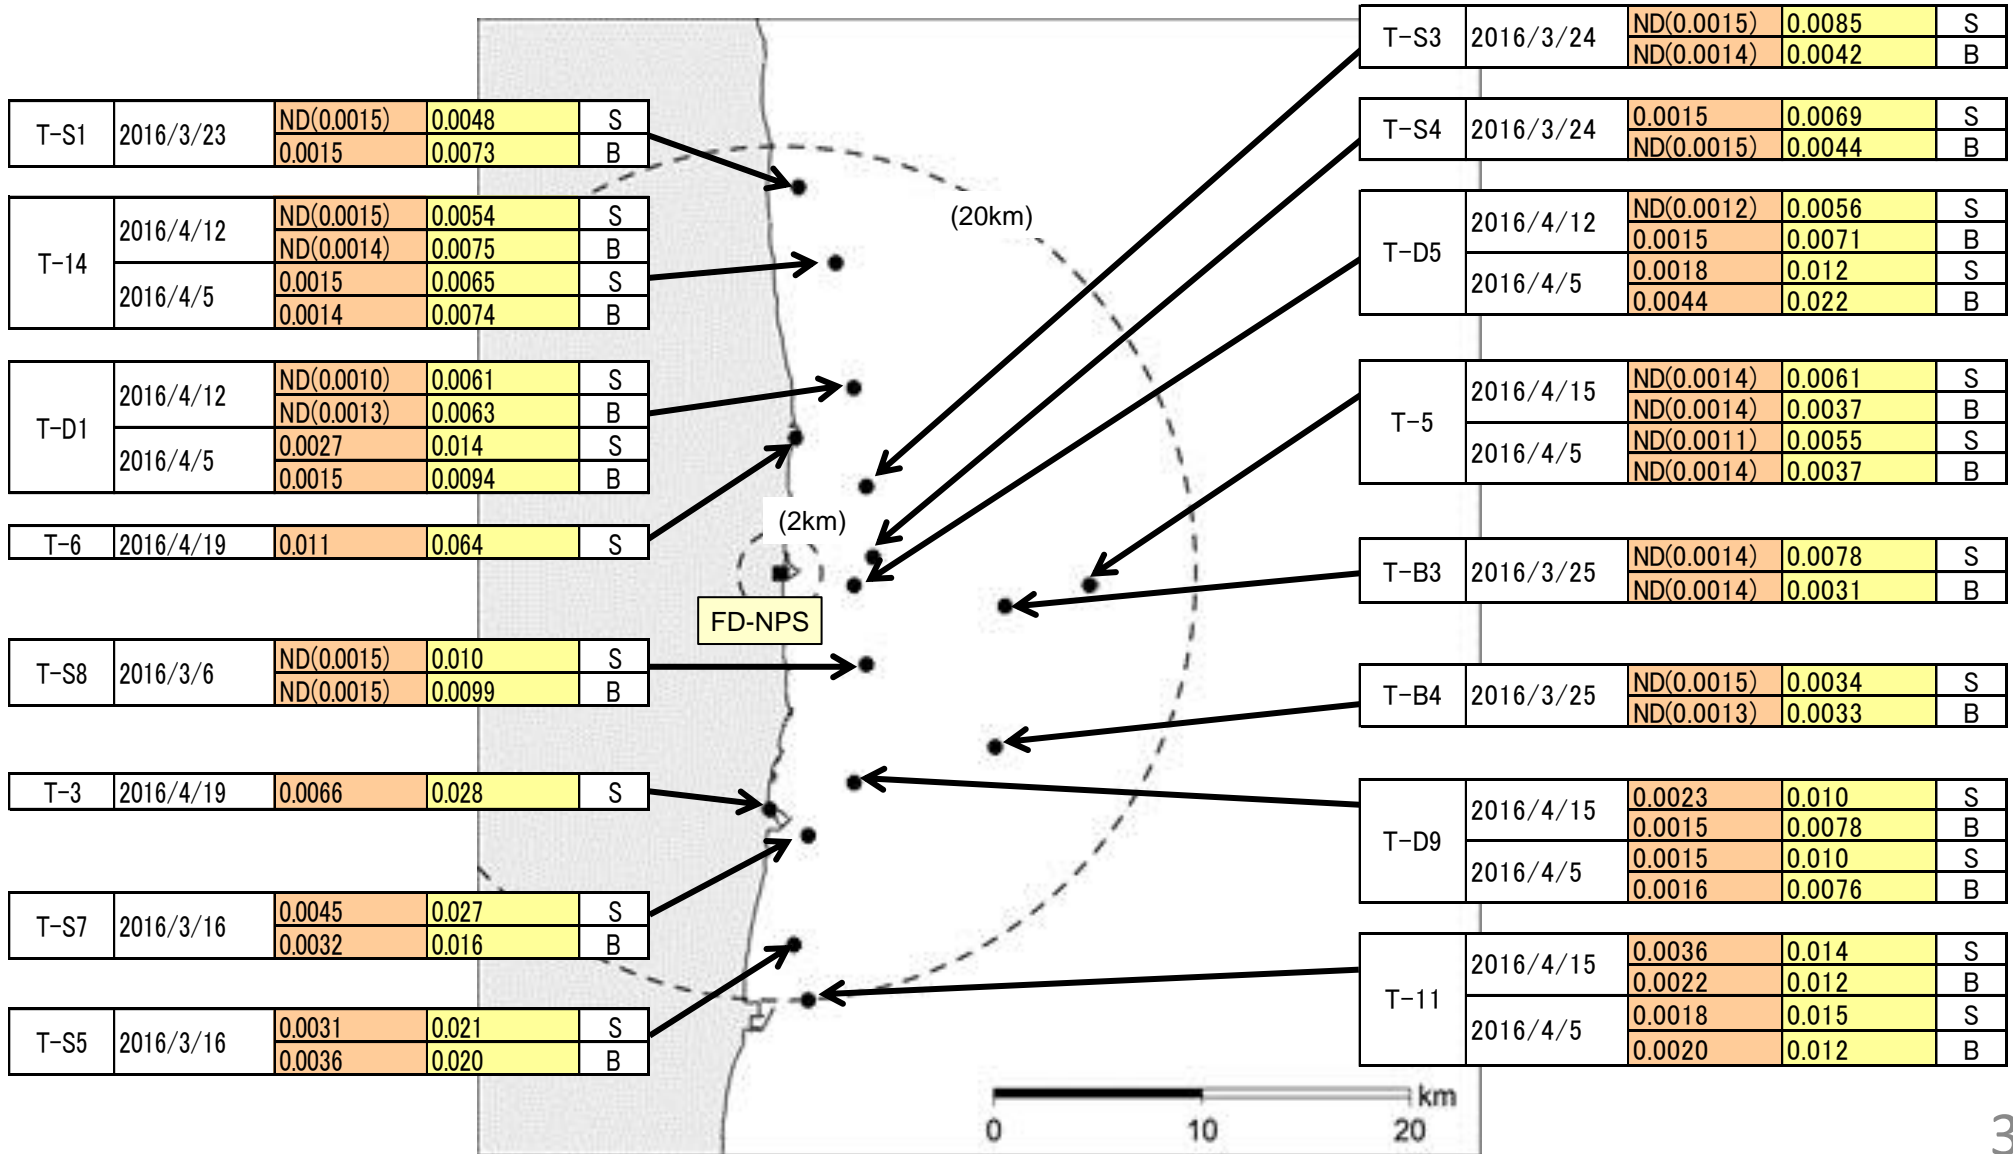 T-S1 2016/3/23 ND(0.0015) 0.0048 S
0.0015 0.0073 B
T-14 2016/4/12 ND(0.0015) 0.0054 S
ND(0.0014) 0.0075 B
2016/4/5 0.0015 0.0065 S
0.0014 0.0074 B
T-D1 2016/4/12 ND(0.0010) 0.0061 S
ND(0.0013) 0.0063 B
2016/4/5 0.0027 0.014 S
0.0015 0.0094 B
T-6 2016/4/19 0.011 0.064 S
T-S8 2016/3/6 ND(0.0015) 0.010 S
ND(0.0015) 0.0099 B
T-3 2016/4/19 0.0066 0.028 S
T-S7 2016/3/16 0.0045 0.027 S
0.0032 0.016 B
T-S5 2016/3/16 0.0031 0.021 S
0.0036 0.020 B
(20km)
(2km)
FD-NPS
km
0 10 20
T-S3 2016/3/24 ND(0.0015) 0.0085 S
ND(0.0014) 0.0042 B
T-S4 2016/3/24 0.0015 0.0069 S
ND(0.0015) 0.0044 B
T-D5 2016/4/12 ND(0.0012) 0.0056 S
0.0015 0.0071 B
2016/4/5 0.0018 0.012 S
0.0044 0.022 B
T-5 2016/4/15 ND(0.0014) 0.0061 S
ND(0.0014) 0.0037 B
2016/4/5 ND(0.0011) 0.0055 S
ND(0.0014) 0.0037 B
T-B3 2016/3/25 ND(0.0014) 0.0078 S
ND(0.0014) 0.0031 B
T-B4 2016/3/25 ND(0.0015) 0.0034 S
ND(0.0013) 0.0033 B
T-D9 2016/4/15 0.0023 0.010 S
0.0015 0.0078 B
2016/4/5 0.0015 0.010 S
0.0016 0.0076 B
T-11 2016/4/15 0.0036 0.014 S
0.0022 0.012 B
2016/4/5 0.0018 0.015 S
0.0020 0.012 B
3